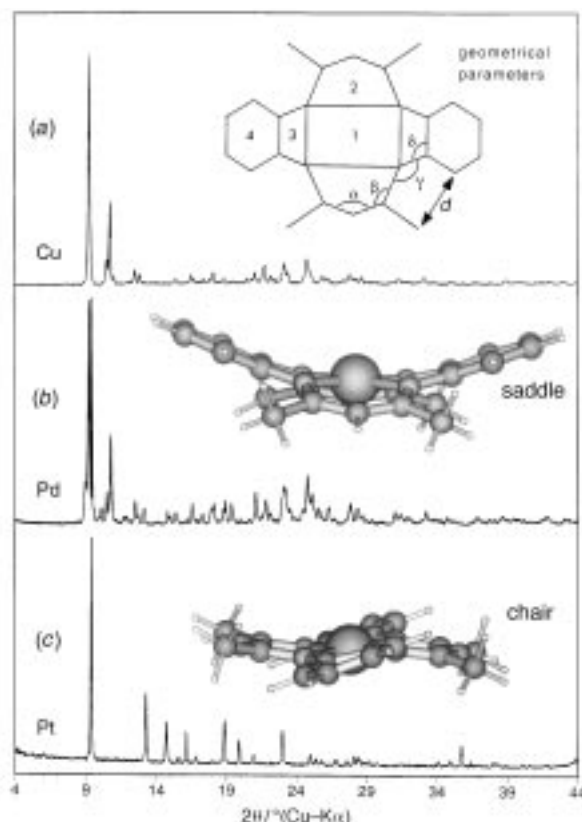 geometrical
parameters
2
(a)
4
3
1
δ
β
γ
α
d
Cu
(b)
saddle
Pd
chair
(c)
Pt
4
9
14
19
24
29
34
39
44
2θ/°(Cu–Kα)